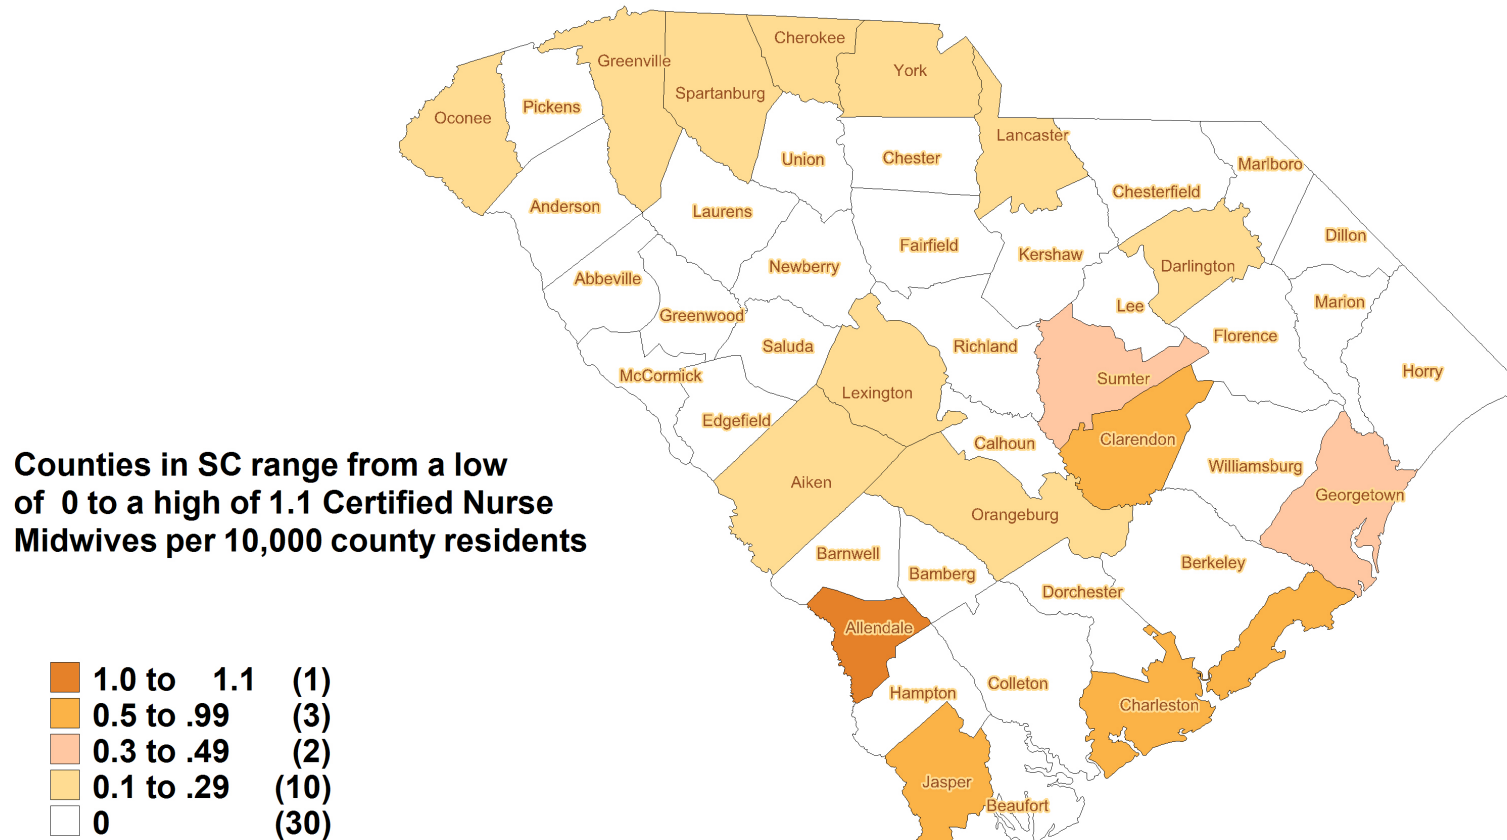 Cherokee
Greenville
York
Spartanburg
Pickens
Oconee
Lancaster
Union
Chester
Marlboro
Chesterfield
Anderson
Laurens
Dillon
Fairfield
Kershaw
Newberry
Darlington
Abbeville
Marion
Lee
Greenwood
Florence
Saluda
Richland
Horry
McCormick
Sumter
Lexington
Edgefield
Clarendon
Calhoun
Williamsburg
Aiken
Georgetown
Orangeburg
Barnwell
Berkeley
Bamberg
Dorchester
Allendale
Colleton
Hampton
Charleston
Jasper
Beaufort
Counties in SC range from a low
of 0 to a high of 1.1 Certified Nurse
Midwives per 10,000 county residents
1.0 to 1.1 (1)
0.5 to .99 (3)
0.3 to .49 (2)
0.1 to .29 (10)
0 (30)